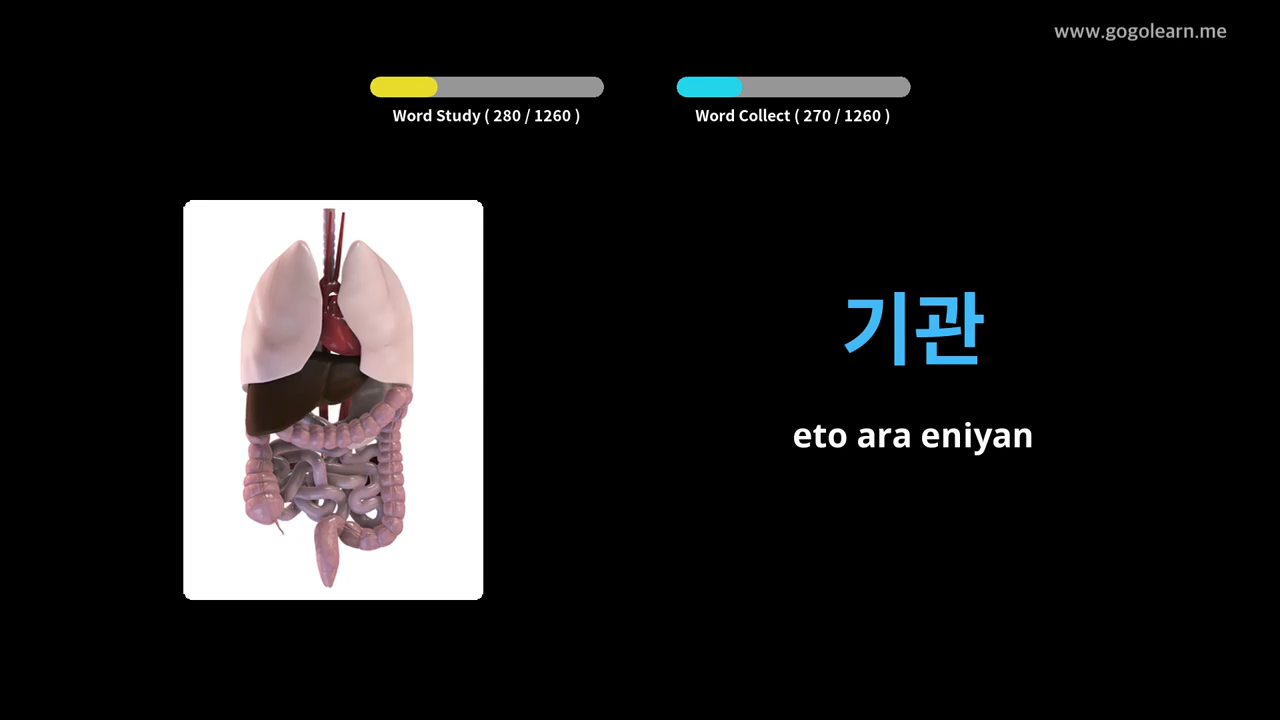 www.gogolearn.me
Word Study ( 280 / 1260 )
Word Collect ( 270 / 1260 )
기관
eto ara eniyan